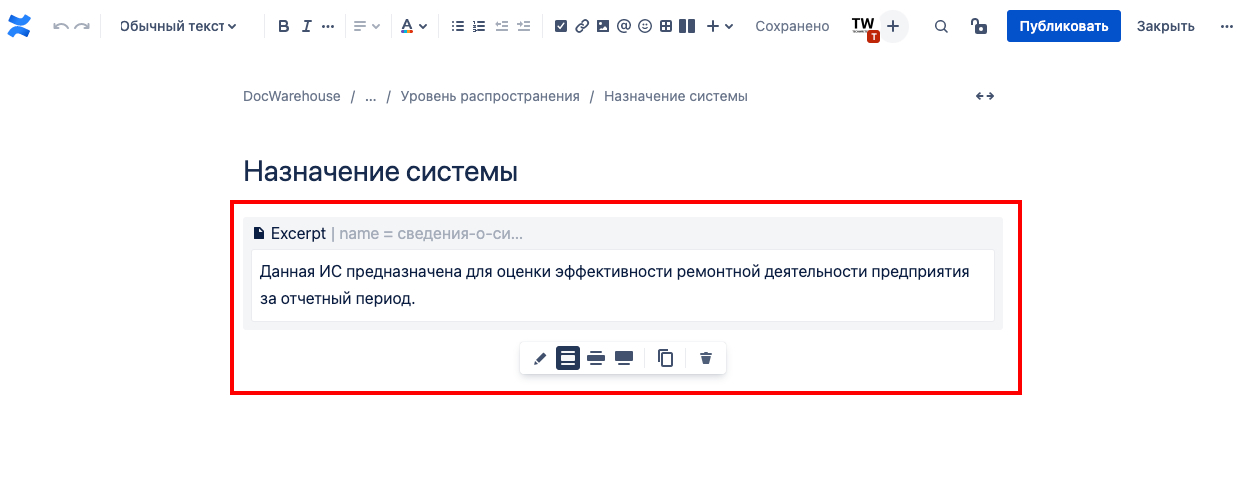 Обычный текст
B I A
Сохранено
TW
T
Публиковать
Закрыть
DocWarehouse / ... / Уровень распространения / Назначение системы
Назначение системы
Excerpt | name = сведения-о-си...
Данная ИС предназначена для оценки эффективности ремонтной деятельности предприятия
за отчетный период.